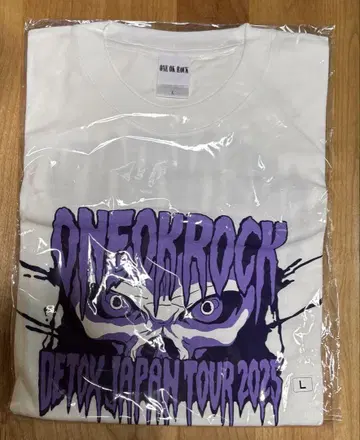 ONE OK ROCK
L
ONEOKROCK
DETOX JAPAN TOUR 2025
L